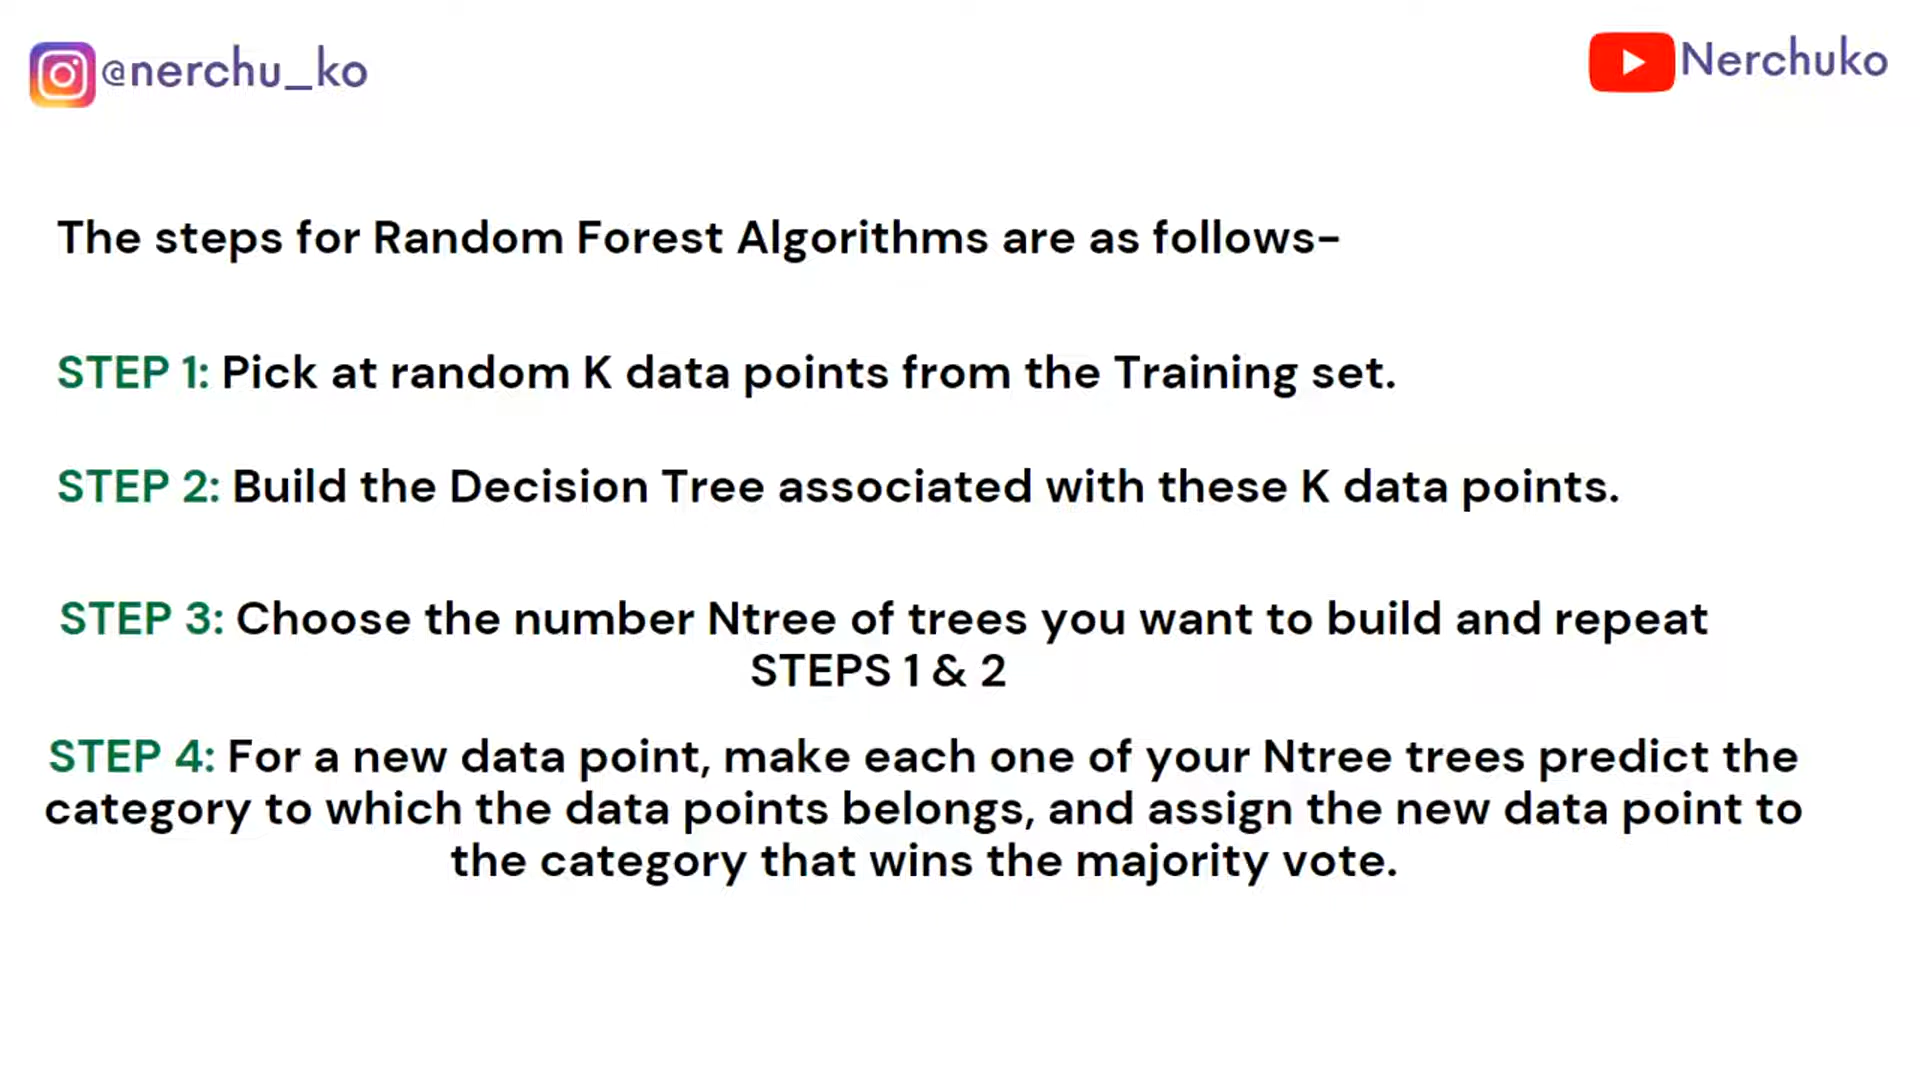 @nerchu_ko
Nerchuko
The steps for Random Forest Algorithms are as follows-
STEP 1: Pick at random K data points from the Training set.
STEP 2: Build the Decision Tree associated with these K data points.
STEP 3: Choose the number Ntree of trees you want to build and repeat
STEPS 1 & 2
STEP 4: For a new data point, make each one of your Ntree trees predict the
category to which the data points belongs, and assign the new data point to
the category that wins the majority vote.